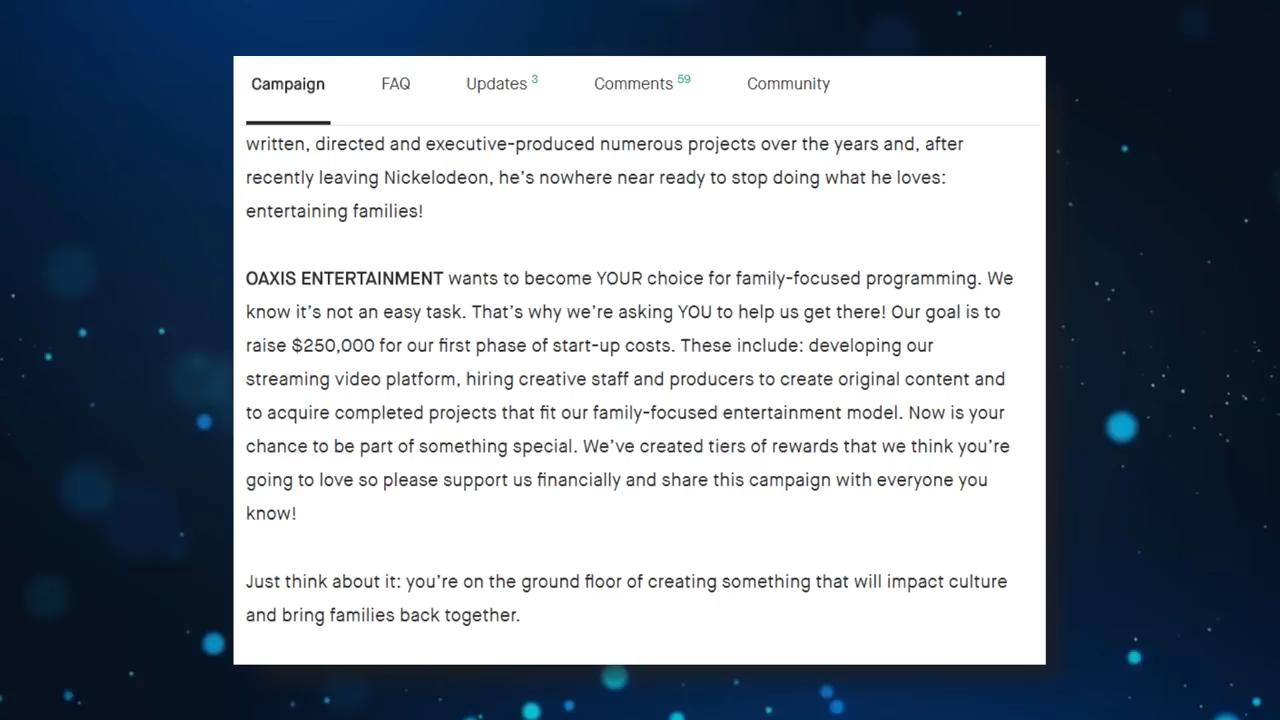 Campaign FAQ Updates 3 Comments 59 Community
written, directed and executive-produced numerous projects over the years and, after
recently leaving Nickelodeon, he's nowhere near ready to stop doing what he loves:
entertaining families!
OAXIS ENTERTAINMENT wants to become YOUR choice for family-focused programming. We
know it's not an easy task. That's why we're asking YOU to help us get there! Our goal is to
raise $250,000 for our first phase of start-up costs. These include: developing our
streaming video platform, hiring creative staff and producers to create original content and
to acquire completed projects that fit our family-focused entertainment model. Now is your
chance to be part of something special. We've created tiers of rewards that we think you're
going to love so please support us financially and share this campaign with everyone you
know!
Just think about it: you're on the ground floor of creating something that will impact culture
and bring families back together.